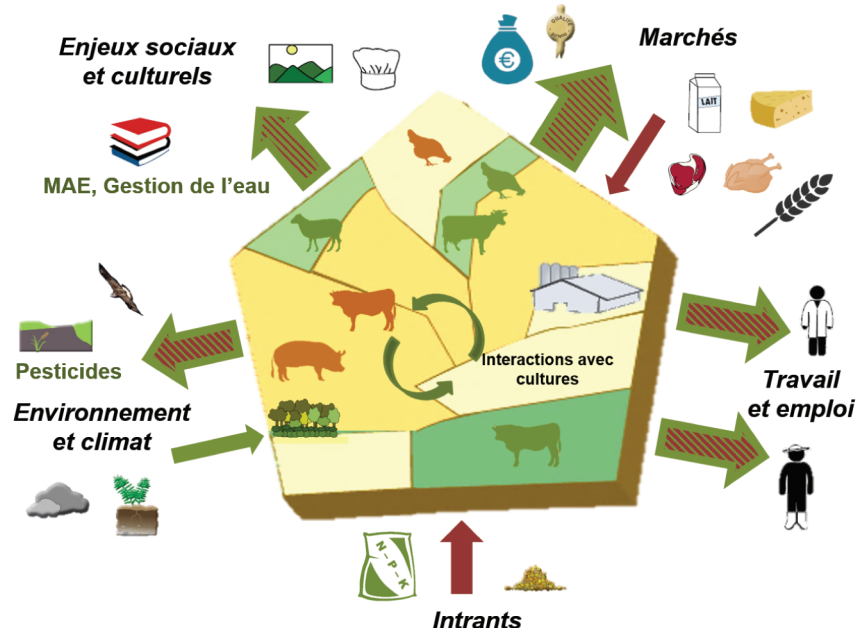 Enjeux sociaux
et culturels
Marchés
QUALITÉ
LAIT
MAE, Gestion de l'eau
Pesticides
Interactions avec
cultures
Environnement
et climat
Travail
et emploi
N-P-K
Intrants